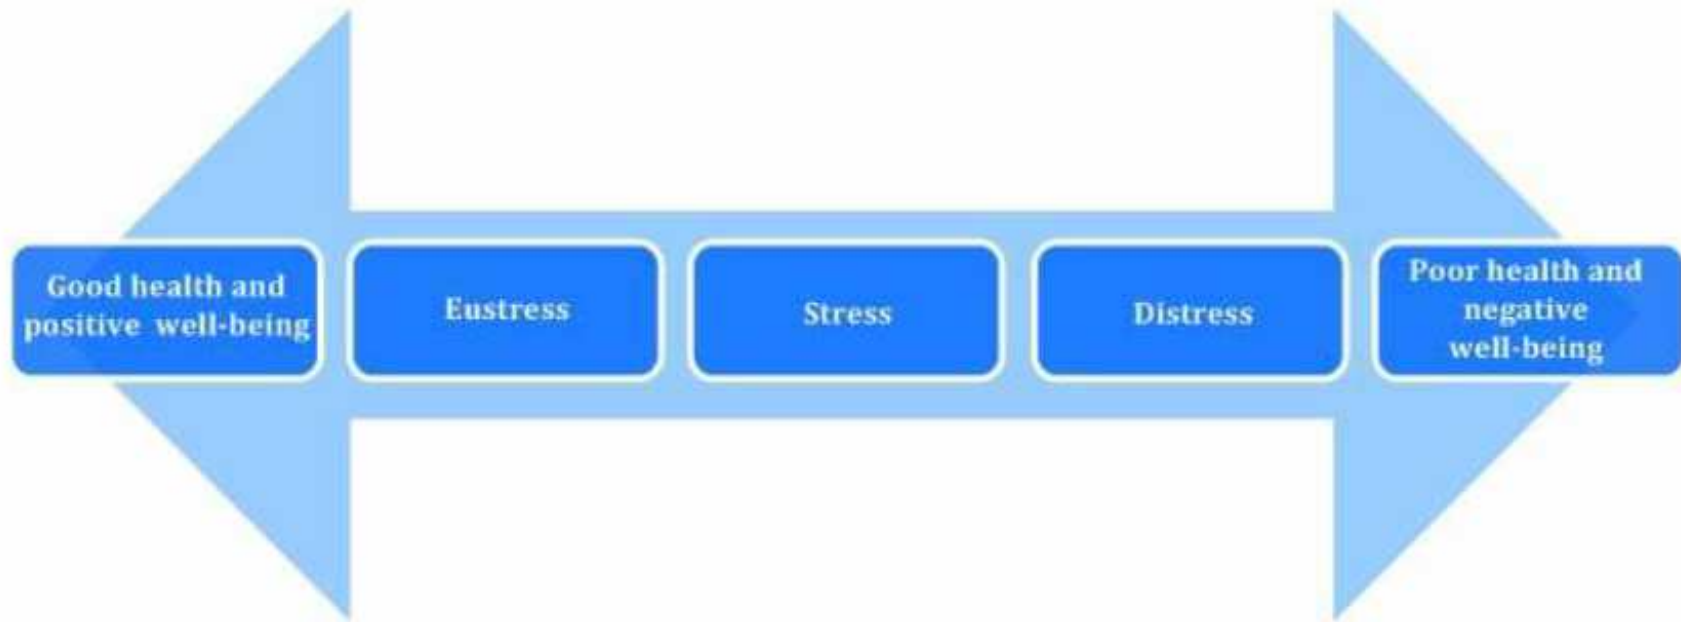 Good health and
positive well-being
Eustress
Stress
Distress
Poor health and
negative
well-being